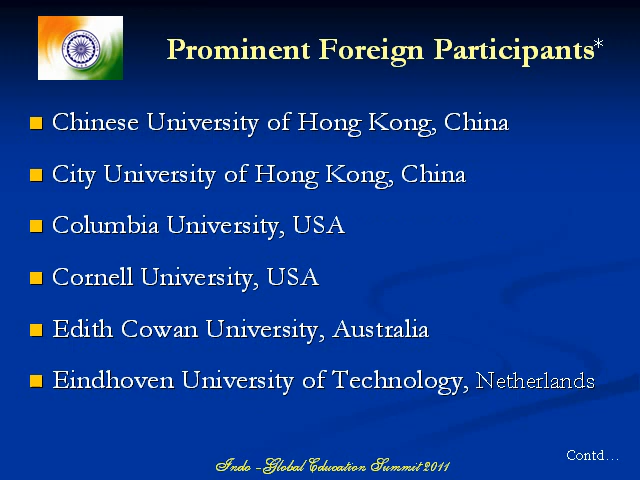 Prominent Foreign Participants*
Chinese University of Hong Kong, China
City University of Hong Kong, China
Columbia University, USA
Cornell University, USA
Edith Cowan University, Australia
Eindhoven University of Technology, Netherlands
Contd…
Indo - Global Education Summit 2011